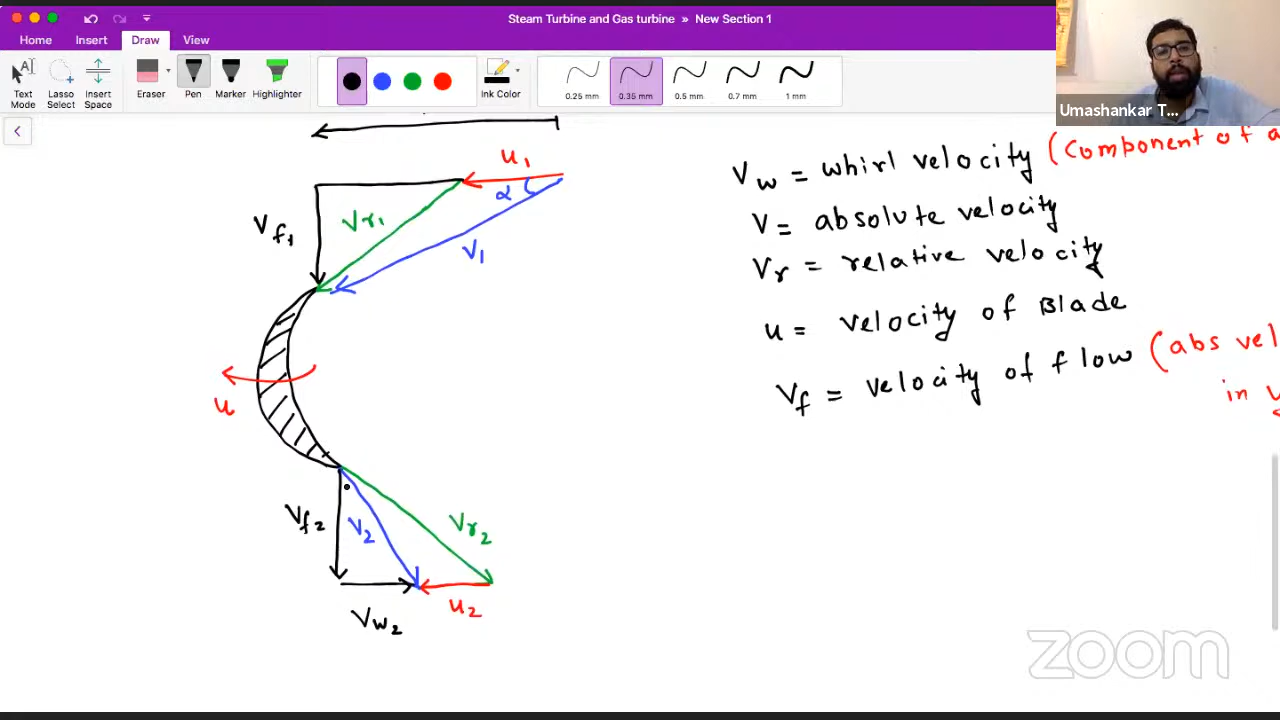 Steam Turbine and Gas turbine » New Section 1
Home Insert Draw View
Text Mode
Lasso Select
Insert Space
Eraser
Pen
Marker
Highlighter
Ink Color
0.25 mm
0.35 mm
0.5 mm
0.7 mm
1 mm
Umashankar T...
u1
α
Vf1
Vr1
V1
u
Vf2
V2
Vr2
Vw2
u2
Vw = whirl velocity (Component of a
V = absolute velocity
Vr = relative velocity
u = velocity of Blade
Vf = velocity of flow (abs vel
in
zoom